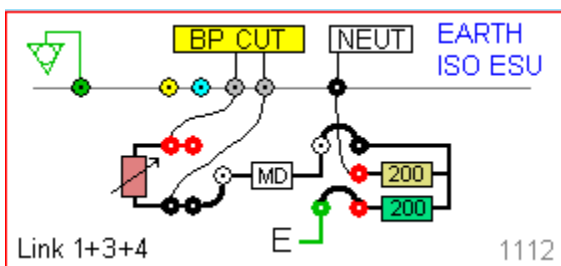 BP CUT
NEUT
EARTH
ISO ESU
MD
200
200
E
Link 1+3+4
1112